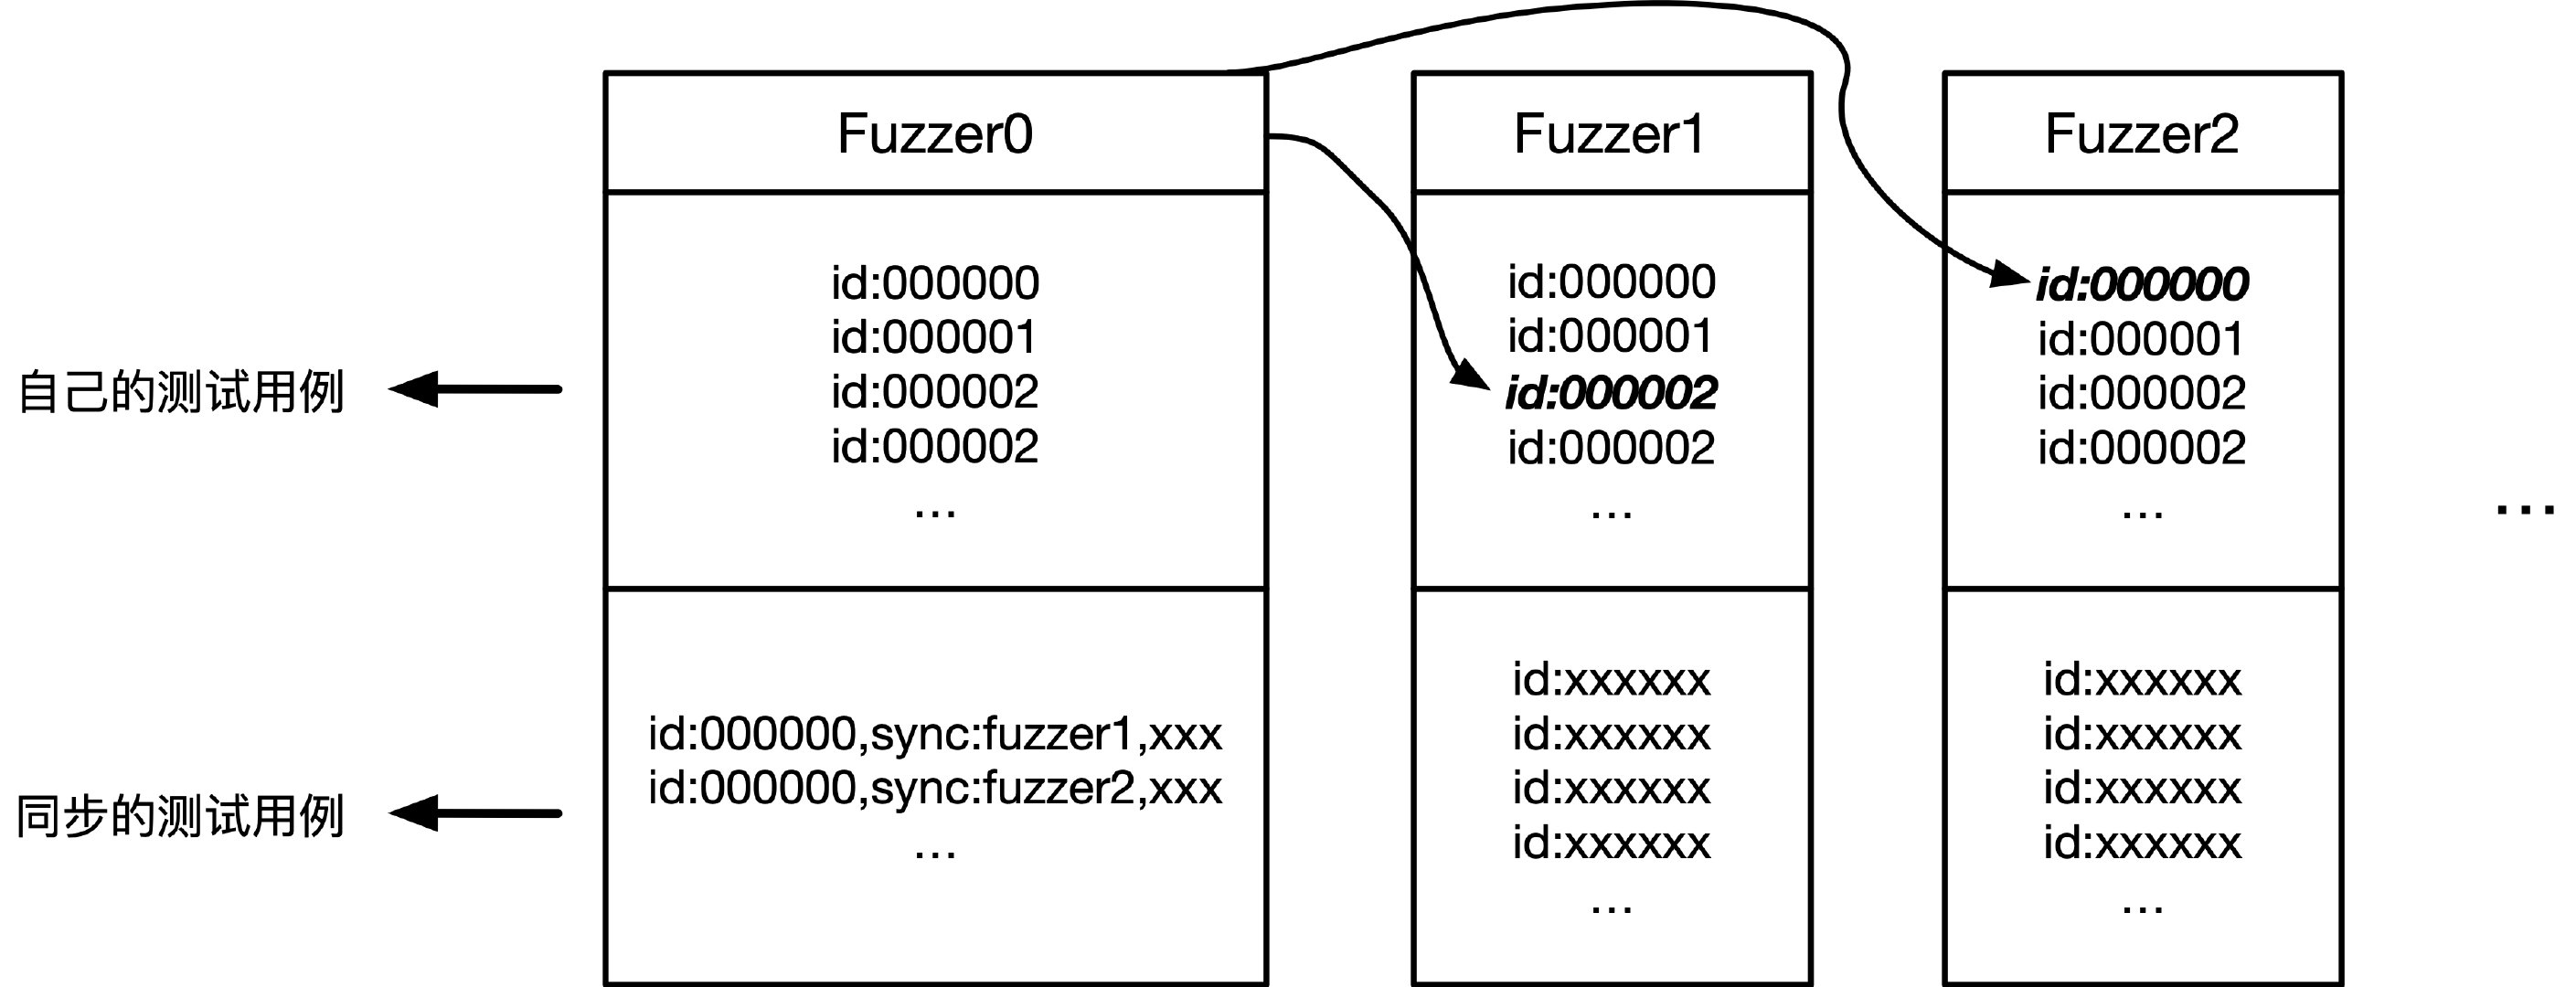 Fuzzer0
Fuzzer1
Fuzzer2
自己的测试用例
id:000000
id:000001
id:000002
id:000002
...
id:000000
id:000001
id:000002
id:000002
...
id:000000
id:000001
id:000002
id:000002
...
...
同步的测试用例
id:000000,sync:fuzzer1,xxx
id:000000,sync:fuzzer2,xxx
...
id:xxxxxx
id:xxxxxx
id:xxxxxx
id:xxxxxx
...
id:xxxxxx
id:xxxxxx
id:xxxxxx
id:xxxxxx
...